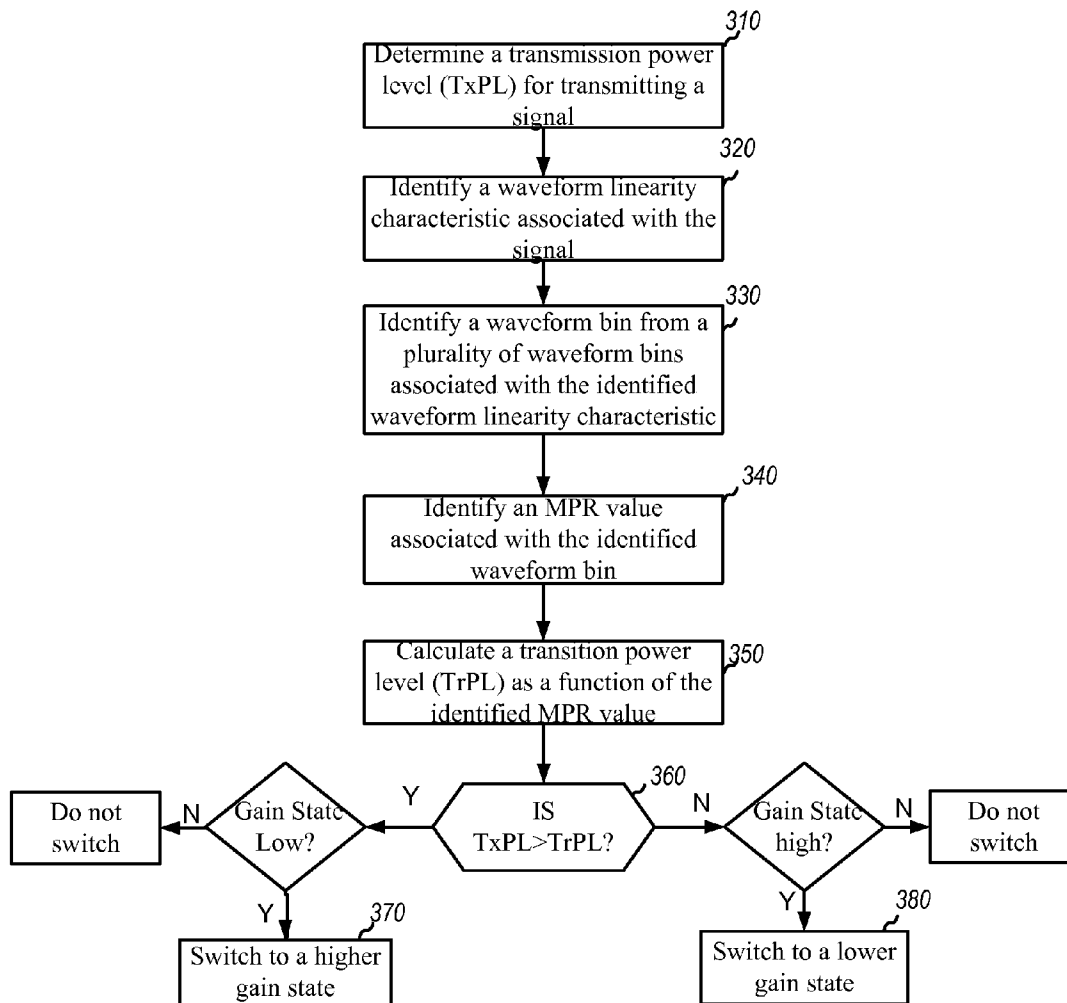 310
Determine a transmission power
level (TxPL) for transmitting a
signal
320
Identify a waveform linearity
characteristic associated with the
signal
330
Identify a waveform bin from a
plurality of waveform bins
associated with the identified
waveform linearity characteristic
340
Identify an MPR value
associated with the identified
waveform bin
350
Calculate a transition power
level (TrPL) as a function of the
identified MPR value
360
IS
TxPL>TrPL?
Y
N
Gain State
Low?
N
Do not
switch
Y
370
Switch to a higher
gain state
Gain State
high?
N
Do not
switch
Y
380
Switch to a lower
gain state